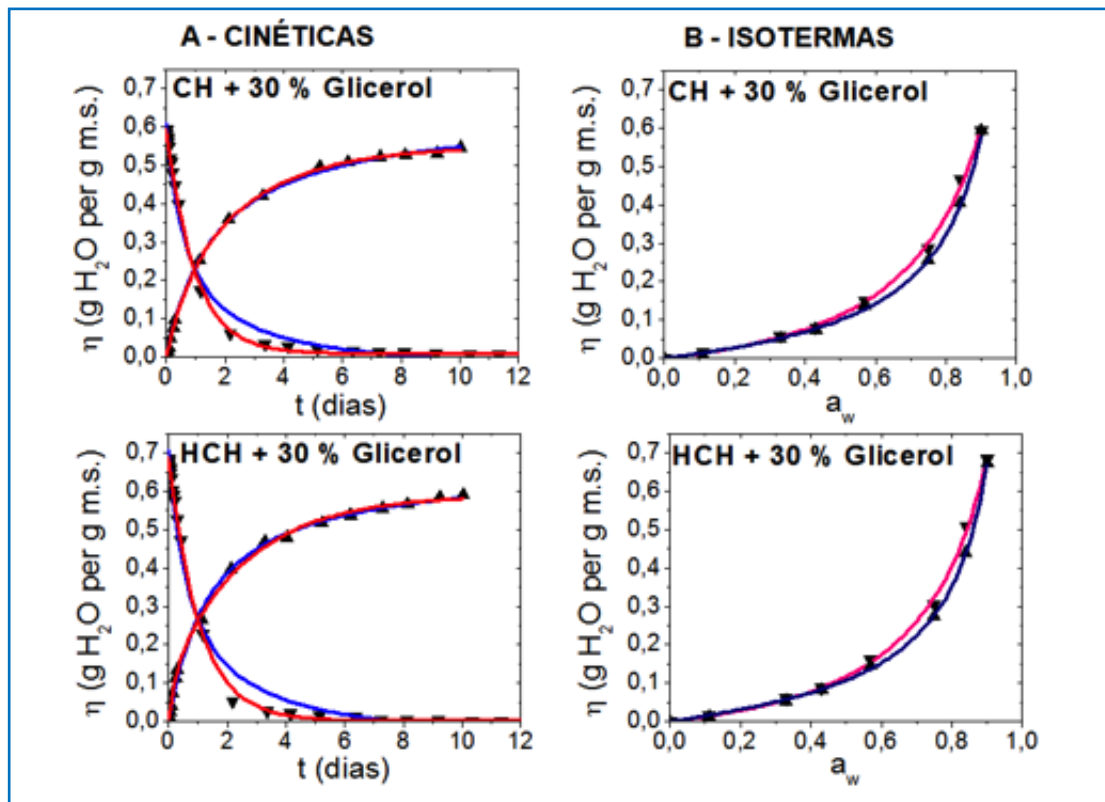 A - CINÉTICAS
B - ISOTERMAS
CH + 30 % Glicerol
η (g H₂O per g m.s.)
0,7
0,6
0,5
0,4
0,3
0,2
0,1
0,0
0 2 4 6 8 10 12
t (dias)
CH + 30 % Glicerol
η (g H₂O per g m.s.)
0,7
0,6
0,5
0,4
0,3
0,2
0,1
0,0
0,0 0,2 0,4 0,6 0,8 1,0
a_w
HCH + 30 % Glicerol
η (g H₂O per g m.s.)
0,7
0,6
0,5
0,4
0,3
0,2
0,1
0,0
0 2 4 6 8 10 12
t (dias)
HCH + 30 % Glicerol
η (g H₂O per g m.s.)
0,7
0,6
0,5
0,4
0,3
0,2
0,1
0,0
0,0 0,2 0,4 0,6 0,8 1,0
a_w